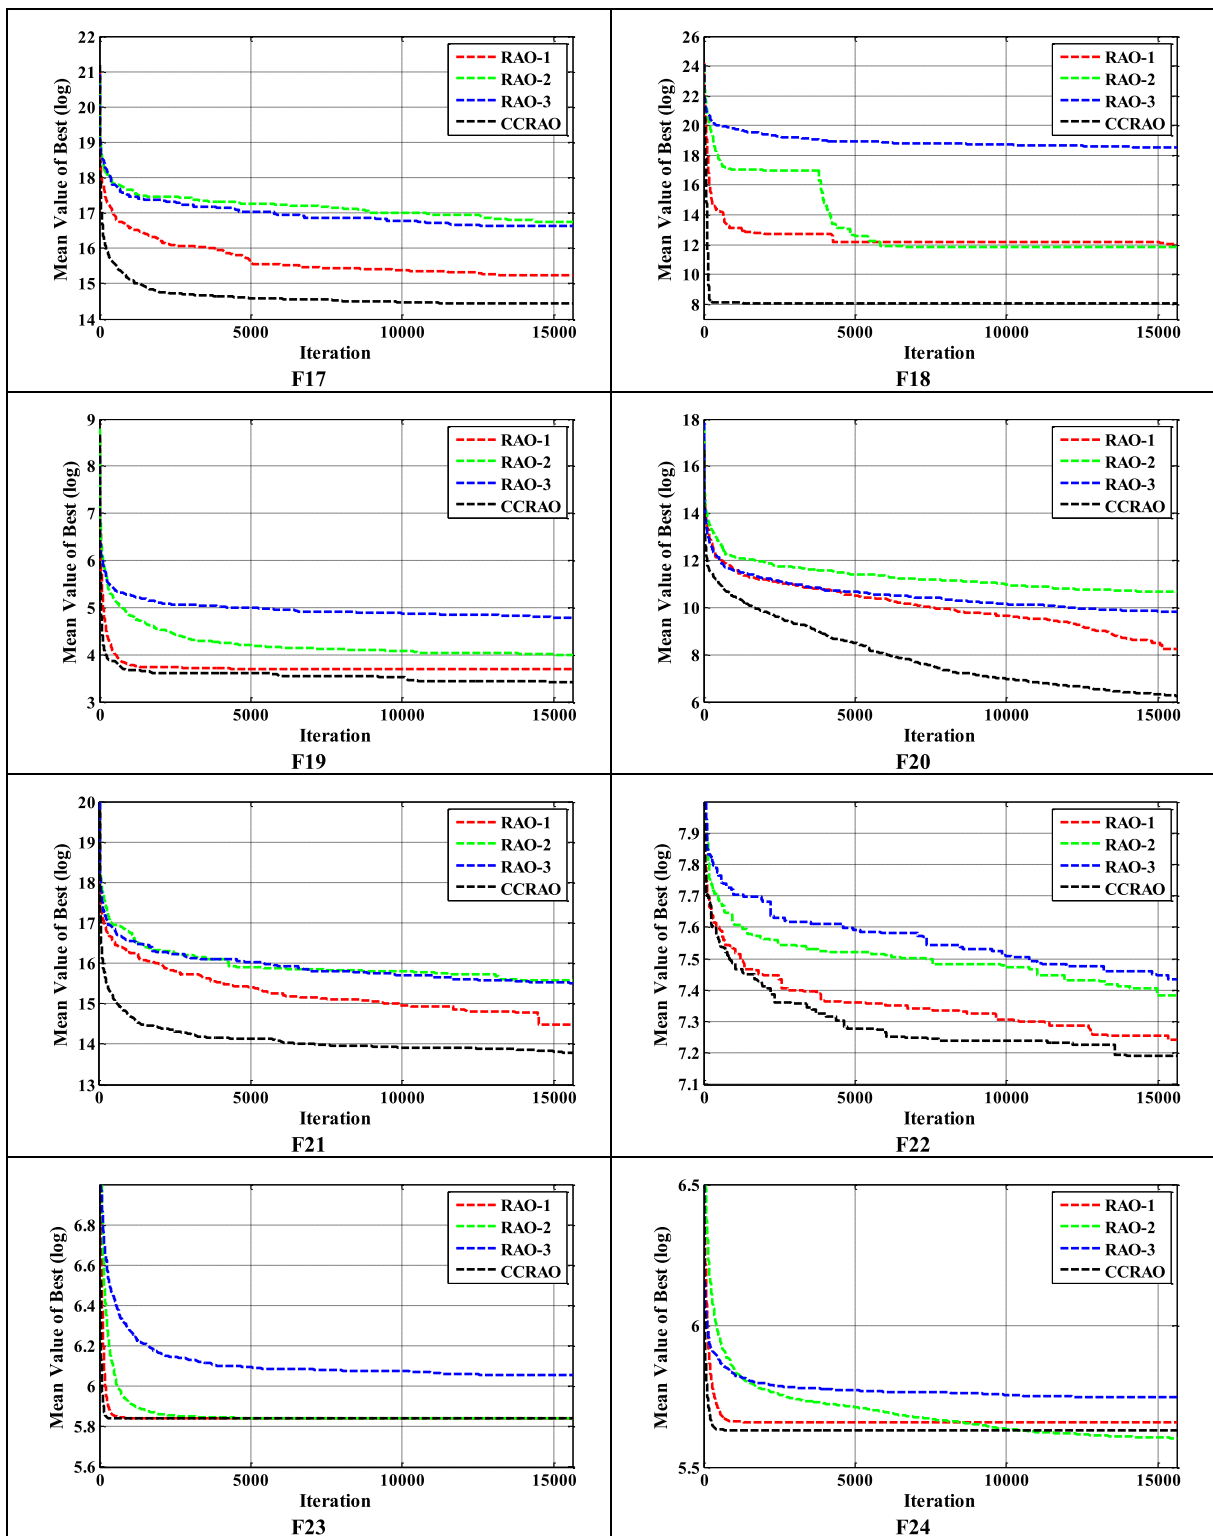 22
21
20
19
18
17
16
15
14
Mean Value of Best (log)
RAO-1
RAO-2
RAO-3
CCRAO
0 5000 10000 15000
Iteration
F17
26
24
22
20
18
16
14
12
10
8
Mean Value of Best (log)
RAO-1
RAO-2
RAO-3
CCRAO
0 5000 10000 15000
Iteration
F18
9
8
7
6
5
4
3
Mean Value of Best (log)
RAO-1
RAO-2
RAO-3
CCRAO
0 5000 10000 15000
Iteration
F19
18
16
14
12
10
8
6
Mean Value of Best (log)
RAO-1
RAO-2
RAO-3
CCRAO
0 5000 10000 15000
Iteration
F20
20
19
18
17
16
15
14
13
Mean Value of Best (log)
RAO-1
RAO-2
RAO-3
CCRAO
0 5000 10000 15000
Iteration
F21
7.9
7.8
7.7
7.6
7.5
7.4
7.3
7.2
7.1
Mean Value of Best (log)
RAO-1
RAO-2
RAO-3
CCRAO
0 5000 10000 15000
Iteration
F22
6.8
6.6
6.4
6.2
6
5.8
5.6
Mean Value of Best (log)
RAO-1
RAO-2
RAO-3
CCRAO
0 5000 10000 15000
Iteration
F23
6.5
6
5.5
Mean Value of Best (log)
RAO-1
RAO-2
RAO-3
CCRAO
0 5000 10000 15000
Iteration
F24